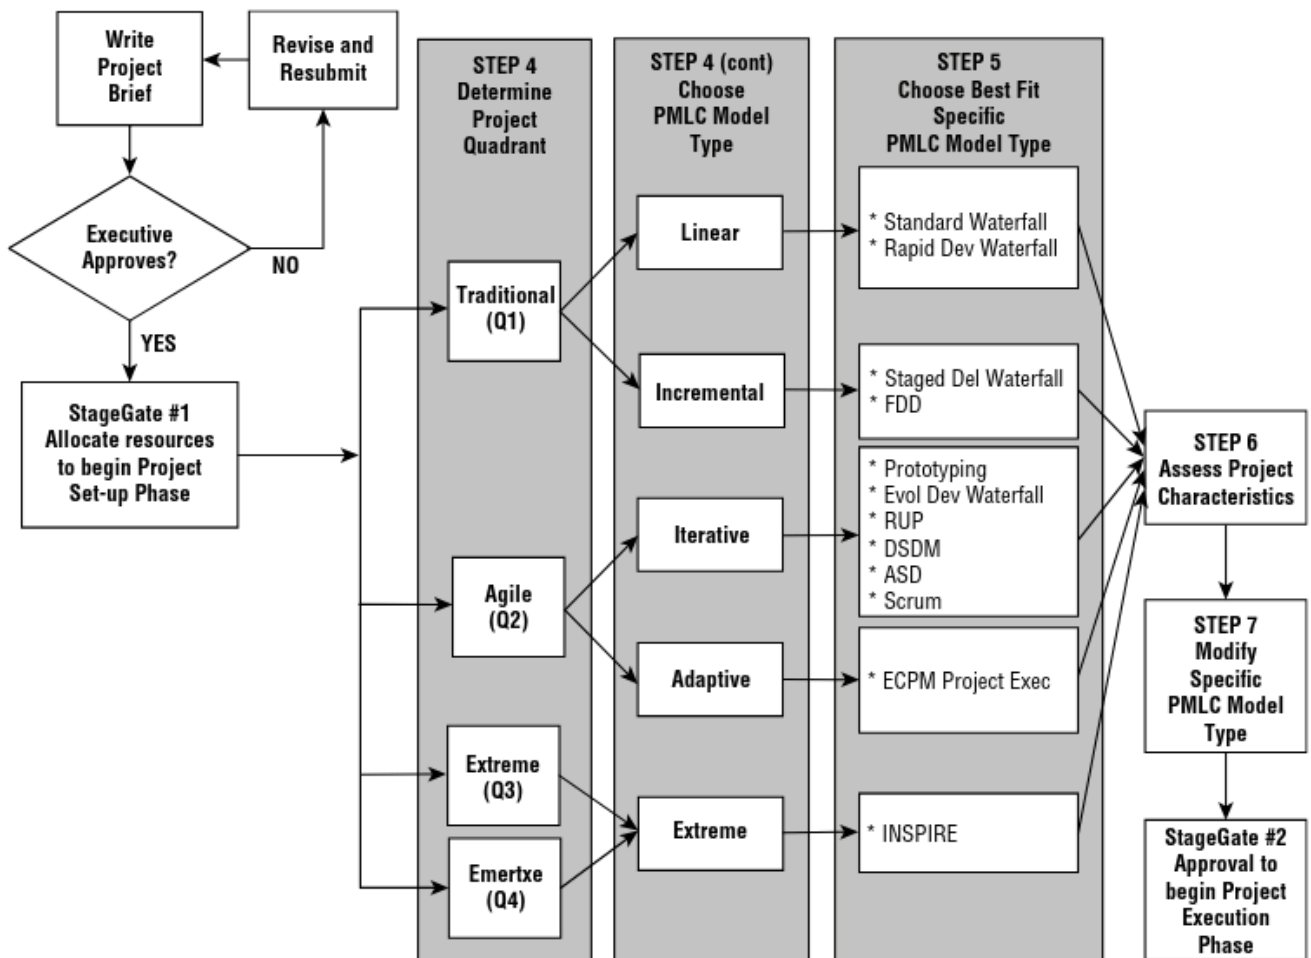 Write
Project
Brief
Revise and
Resubmit
Executive
Approves?
NO
YES
StageGate #1
Allocate resources
to begin Project
Set-up Phase
STEP 4
Determine
Project
Quadrant
Traditional
(Q1)
Agile
(Q2)
Extreme
(Q3)
Emertxe
(Q4)
STEP 4 (cont)
Choose
PMLC Model
Type
Linear
Incremental
Iterative
Adaptive
Extreme
STEP 5
Choose Best Fit
Specific
PMLC Model Type
* Standard Waterfall
* Rapid Dev Waterfall
* Staged Del Waterfall
* FDD
* Prototyping
* Evol Dev Waterfall
* RUP
* DSDM
* ASD
* Scrum
* ECPM Project Exec
* INSPIRE
STEP 6
Assess Project
Characteristics
STEP 7
Modify
Specific
PMLC Model
Type
StageGate #2
Approval to
begin Project
Execution
Phase